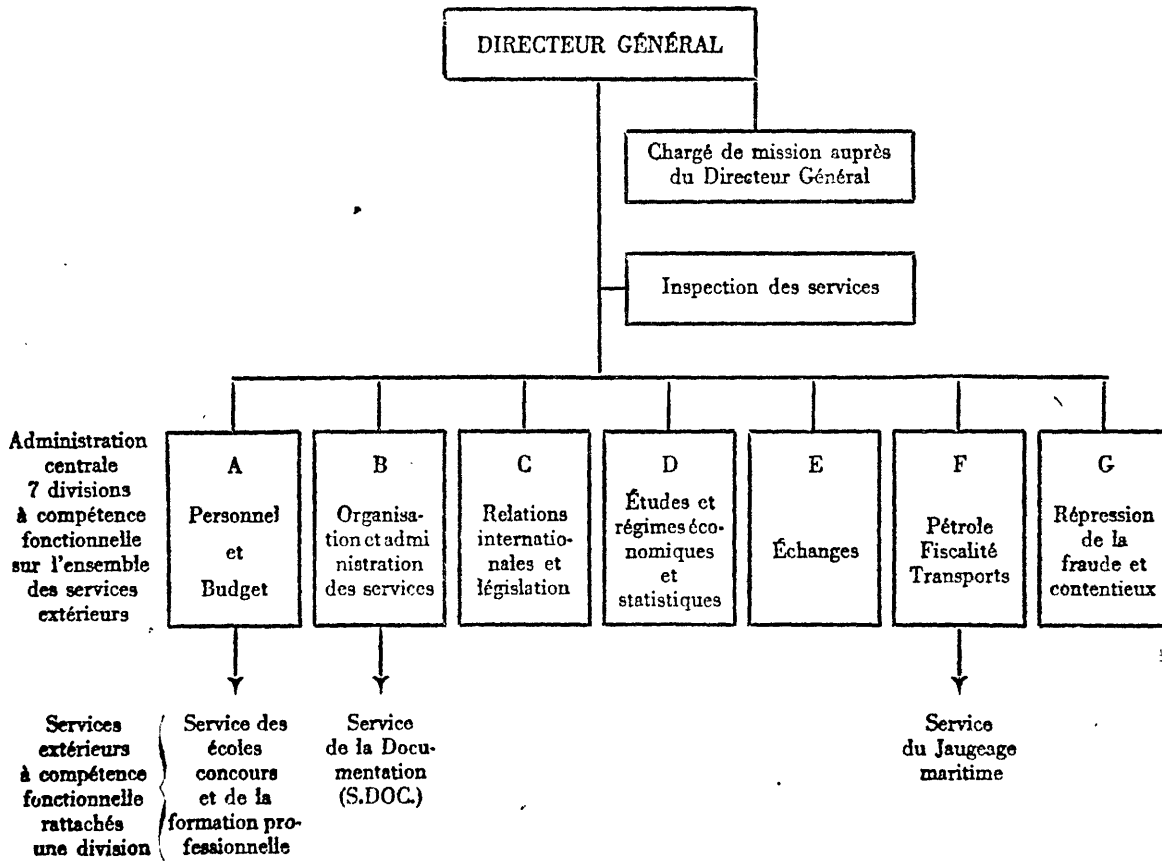 DIRECTEUR GÉNÉRAL
Chargé de mission auprès
du Directeur Général
Inspection des services
Administration
centrale
7 divisions
à compétence
fonctionnelle
sur l'ensemble
des services
extérieurs
A
Personnel
et
Budget
B
Organisa-
tion et admi
nistration
des services
C
Relations
internatio-
nales et
législation
D
Études et
régimes éco-
nomiques
et
statistiques
E
Échanges
F
Pétrole
Fiscalité
Transports
G
Répression
de la
fraude et
contentieux
Services
extérieurs
à compétence
fonctionnelle
rattachés
une division
Service des
écoles
concours
et de la
formation pro-
fessionnelle
Service
de la Docu-
mentation
(S.DOC.)
Service
du Jaugeage
maritime